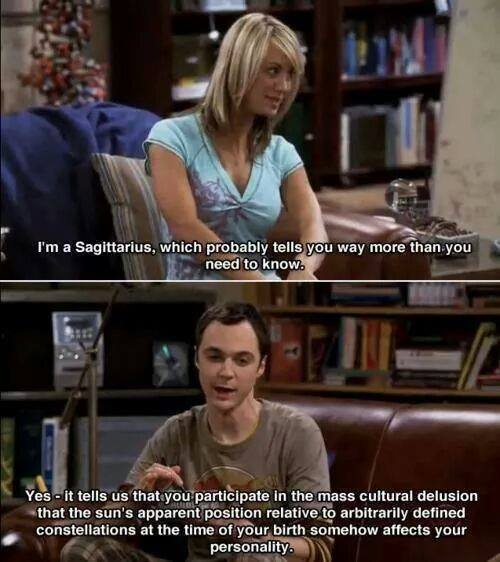 I'm a Sagittarius, which probably tells you way more than you
need to know.
Yes - it tells us that you participate in the mass cultural delusion
that the sun's apparent position relative to arbitrarily defined
constellations at the time of your birth somehow affects your
personality.